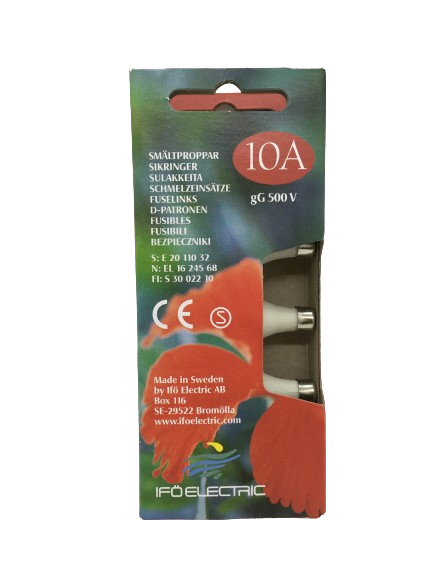 10A
gG 500 V
SMÄLTPROPPAR
SIKRINGER
SULAKKEITA
SCHMELZEINSÄTZE
FUSELINKS
D-PATRONEN
FUSIBLES
FUSIBILI
BEZPIECZNIKI
S: E 20 110 32
N: EL 16 245 68
FI: S 30 022 10
CE S
Made in Sweden
by Ifö Electric AB
Box 116
SE-29522 Bromölla
www.ifoelectric.com
IFÖ ELECTRIC